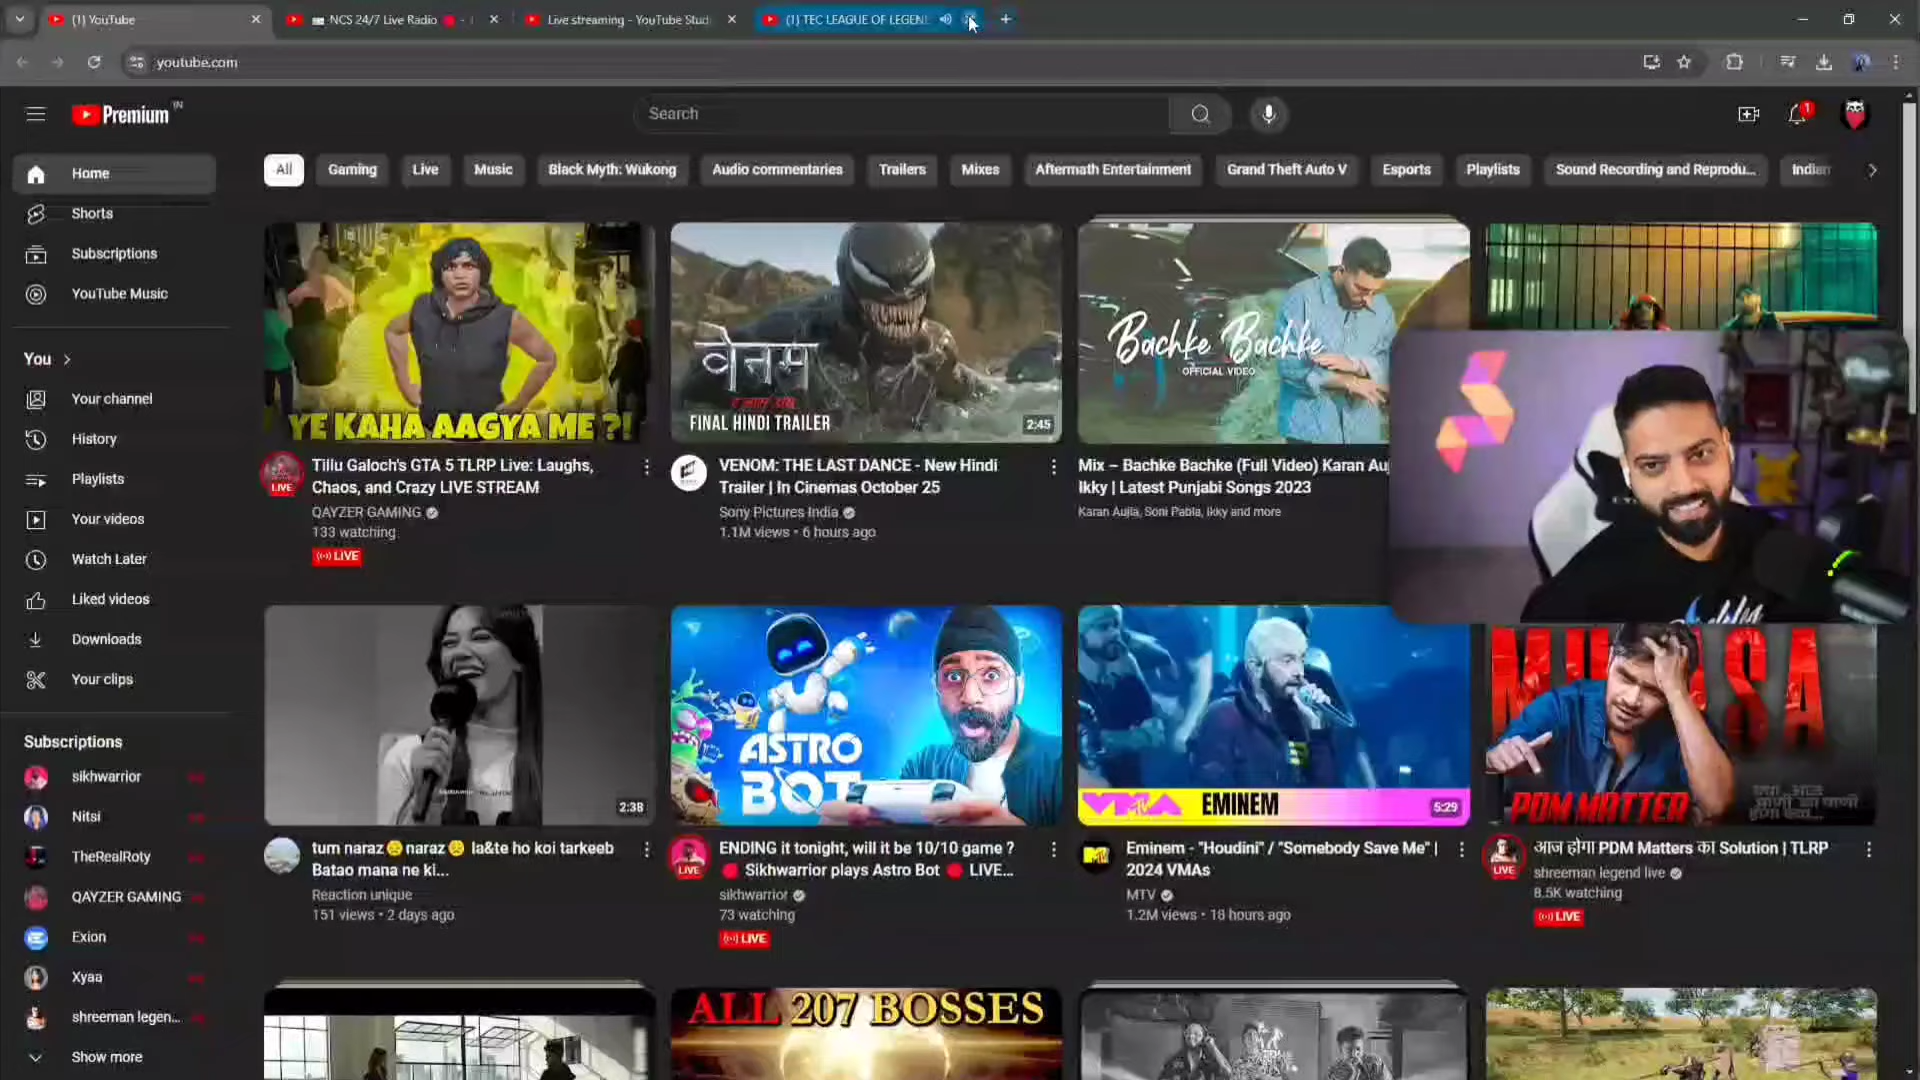 (1) YouTube
NCS 24/7 Live Radio
Live streaming - YouTube Stud
(1) TEC LEAGUE OF LEGEN
youtube.com
Premium IN
Search
1
Home
Shorts
Subscriptions
YouTube Music
You
Your channel
History
Playlists
Your videos
Watch Later
Liked videos
Downloads
Your clips
Subscriptions
sikhwarrior
Nitsi
TheRealRoty
QAYZER GAMING
Exion
Xyaa
shreeman legen...
Show more
All
Gaming
Live
Music
Black Myth: Wukong
Audio commentaries
Trailers
Mixes
Aftermath Entertainment
Grand Theft Auto V
Esports
Playlists
Sound Recording and Reprodu...
Indian
YE KAHA AAGYA ME ?!
LIVE
Tillu Galoch's GTA 5 TLRP Live: Laughs,
Chaos, and Crazy LIVE STREAM
QAYZER GAMING
133 watching
LIVE
वेनम
FINAL HINDI TRAILER
2:45
VENOM: THE LAST DANCE - New Hindi
Trailer | In Cinemas October 25
Sony Pictures India
1.1M views • 6 hours ago
Bachke Bachke
OFFICIAL VIDEO
Mix – Bachke Bachke (Full Video) Karan Auj
Ikky | Latest Punjabi Songs 2023
Karan Aujla, Soni Pabla, Ikky and more
2:38
tum naraz😣naraz😣 la&te ho koi tarkeeb
Batao mana ne ki...
Reaction unique
151 views • 2 days ago
ASTRO
BOT
LIVE
ENDING it tonight, will it be 10/10 game ?
🔴 Sikhwarrior plays Astro Bot 🔴 LIVE...
sikhwarrior
73 watching
LIVE
VMA
EMINEM
5:29
Eminem - "Houdini" / "Somebody Save Me" |
2024 VMAs
MTV
1.2M views • 18 hours ago
PDM MATTER
LIVE
आज होगा PDM Matters का Solution | TLRP
shreeman legend live
8.5K watching
LIVE
ALL 207 BOSSES